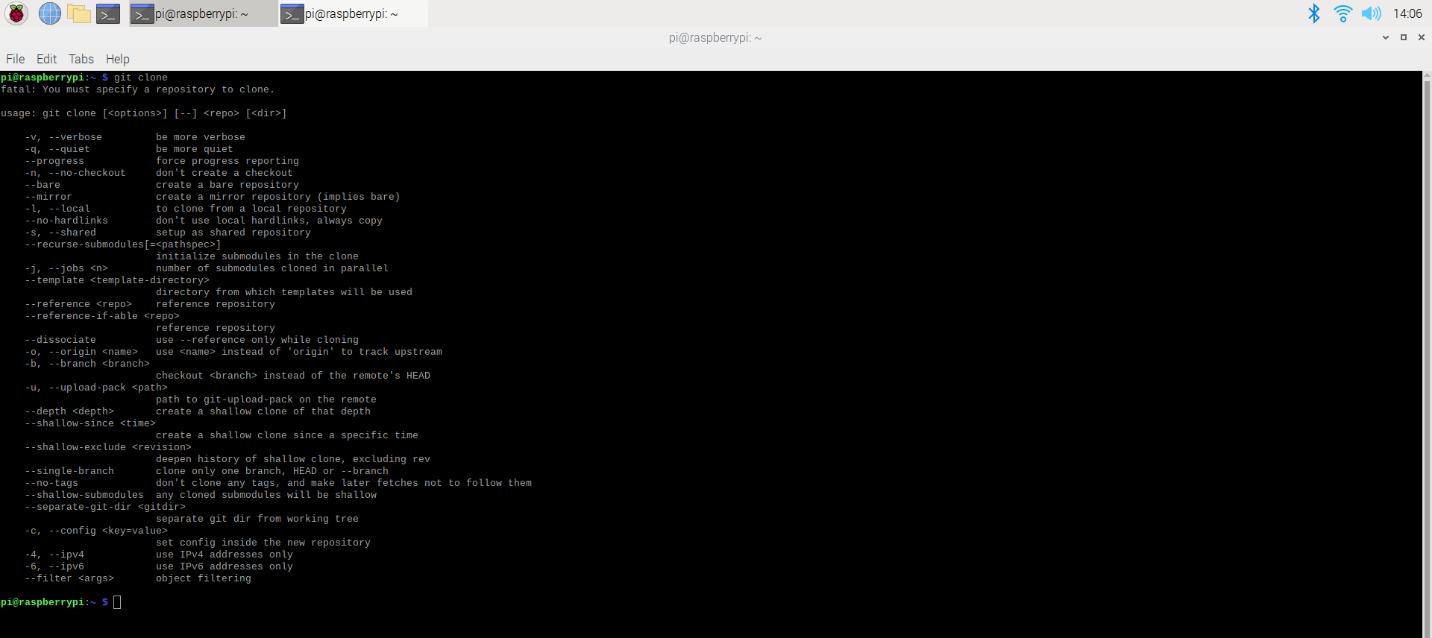 pi@raspberrypi: ~ pi@raspberrypi: ~ 14:06
pi@raspberrypi: ~
File Edit Tabs Help
pi@raspberrypi:~ $ git clone
fatal: You must specify a repository to clone.
usage: git clone [<options>] [--] <repo> [<dir>]
-v, --verbose be more verbose
-q, --quiet be more quiet
--progress force progress reporting
-n, --no-checkout don't create a checkout
--bare create a bare repository
--mirror create a mirror repository (implies bare)
-l, --local to clone from a local repository
--no-hardlinks don't use local hardlinks, always copy
-s, --shared setup as shared repository
--recurse-submodules[=<pathspec>]
initialize submodules in the clone
-j, --jobs <n> number of submodules cloned in parallel
--template <template-directory>
directory from which templates will be used
--reference <repo> reference repository
--reference-if-able <repo>
reference repository
--dissociate use --reference only while cloning
-o, --origin <name> use <name> instead of 'origin' to track upstream
-b, --branch <branch>
checkout <branch> instead of the remote's HEAD
-u, --upload-pack <path>
path to git-upload-pack on the remote
--depth <depth> create a shallow clone of that depth
--shallow-since <time>
create a shallow clone since a specific time
--shallow-exclude <revision>
deepen history of shallow clone, excluding rev
--single-branch clone only one branch, HEAD or --branch
--no-tags don't clone any tags, and make later fetches not to follow them
--shallow-submodules any cloned submodules will be shallow
--separate-git-dir <gitdir>
separate git dir from working tree
-c, --config <key=value>
set config inside the new repository
-4, --ipv4 use IPv4 addresses only
-6, --ipv6 use IPv6 addresses only
--filter <args> object filtering
pi@raspberrypi:~ $